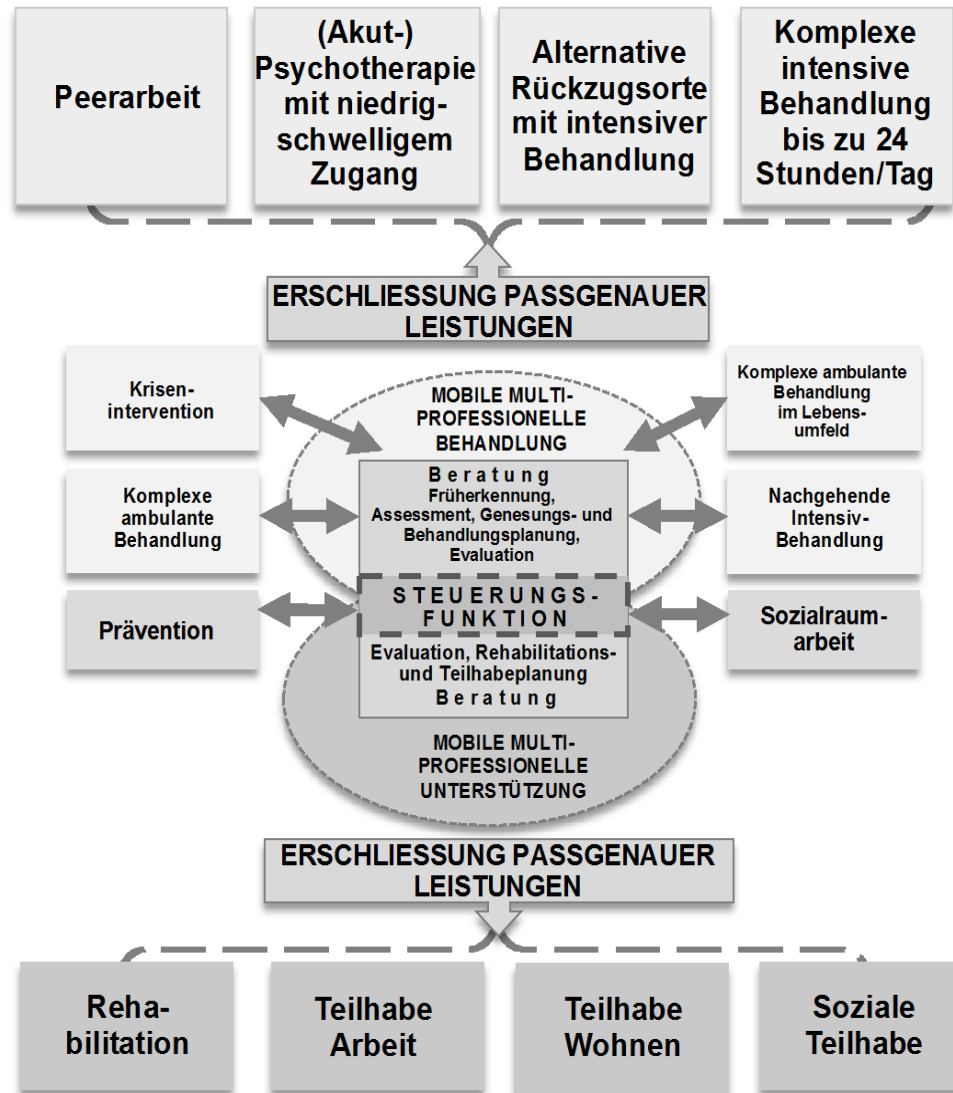 Peerarbeit
(Akut-)
Psychotherapie
mit niedrig-
schwelligem
Zugang
Alternative
Rückzugsorte
mit intensiver
Behandlung
Komplexe
intensive
Behandlung
bis zu 24
Stunden/Tag
ERSCHLIESSUNG PASSGENAUER
LEISTUNGEN
Krisen-
intervention
Komplexe
ambulante
Behandlung
Prävention
MOBILE MULTI-
PROFESSIONELLE
BEHANDLUNG
Beratung
Früherkennung,
Assessment, Genesungs- und
Behandlungsplanung,
Evaluation
STEUERUNGS-
FUNKTION
Evaluation, Rehabilitations-
und Teilhabeplanung
Beratung
MOBILE MULTI-
PROFESSIONELLE
UNTERSTÜTZUNG
Komplexe ambulante
Behandlung
im Lebens-
umfeld
Nachgehende
Intensiv-
Behandlung
Sozialraum-
arbeit
ERSCHLIESSUNG PASSGENAUER
LEISTUNGEN
Reha-
bilitation
Teilhabe
Arbeit
Teilhabe
Wohnen
Soziale
Teilhabe